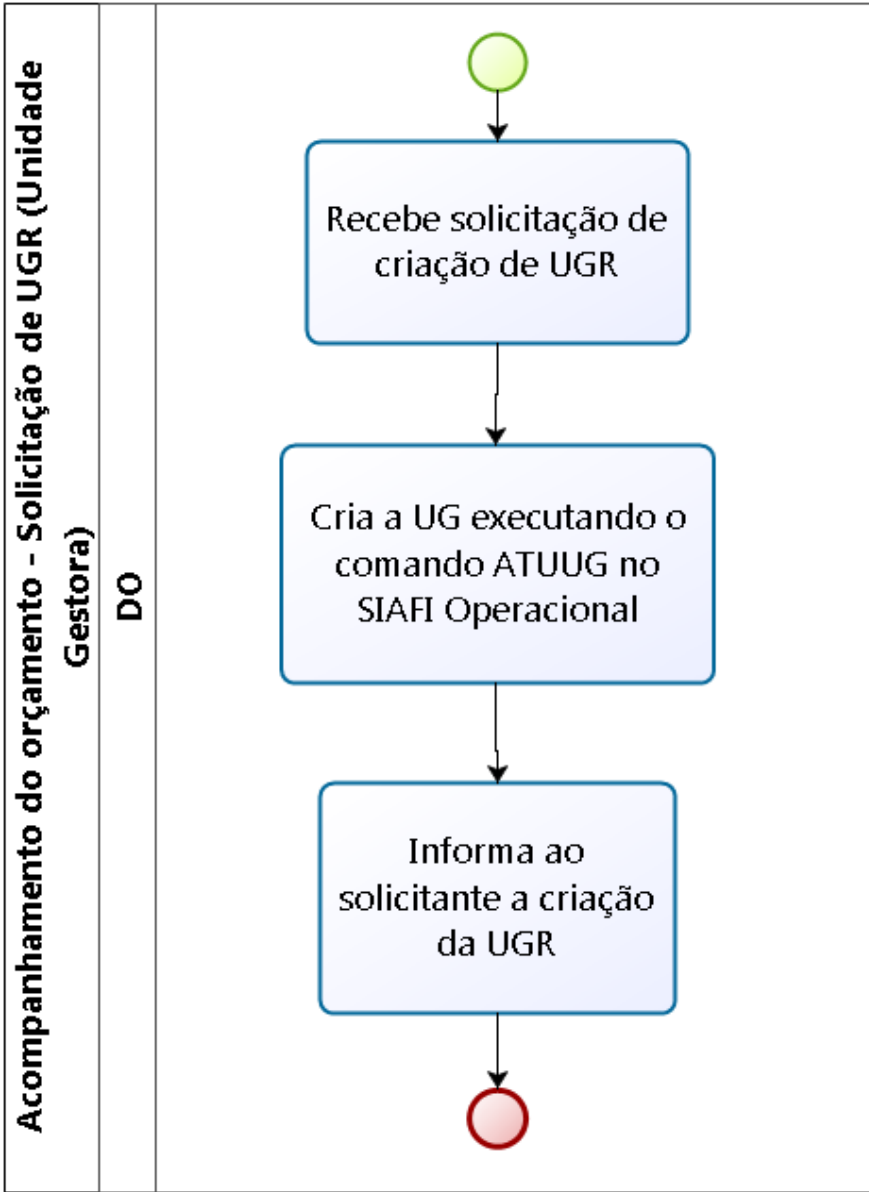 Acompanhamento do orçamento - Solicitação de UGR (Unidade
Gestora)
DO
Recebe solicitação de
criação de UGR
Cria a UG executando o
comando ATUUG no
SIAFI Operacional
Informa ao
solicitante a criação
da UGR